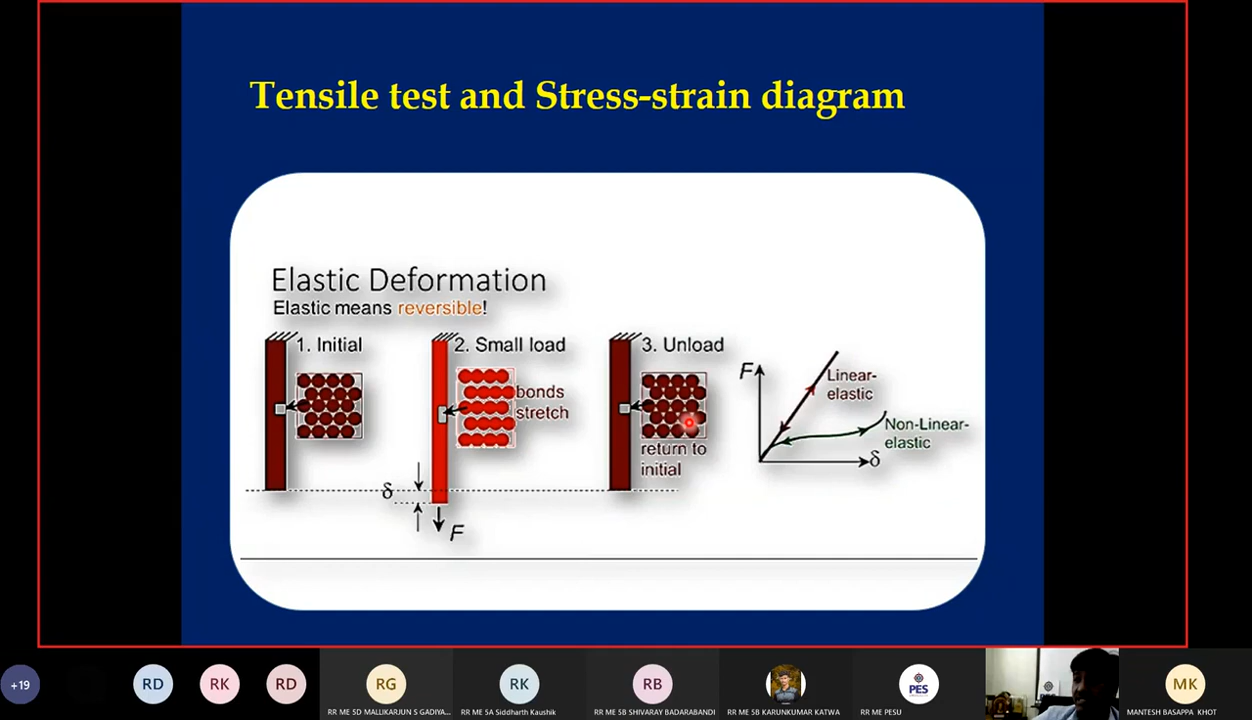 Tensile test and Stress-strain diagram
Elastic Deformation
Elastic means reversible!
1. Initial
2. Small load
bonds
stretch
3. Unload
return to
initial
δ
F
F
Linear-
elastic
Non-Linear-
elastic
δ
+19
RD
RK
RD
RG
RK
RB
PES
MK
RR ME 5D MALLIKARJUN S GADIYA...
RR ME 5A Siddharth Kaushik
RR ME 5B SHIVARAY BADARABANDI
RR ME 5B KARUNKUMAR KATWA
RR ME PESU
MANTESH BASAPPA KHOT